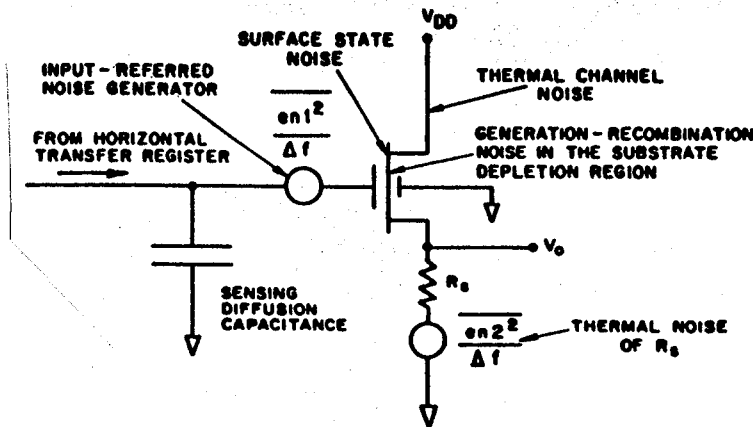 V_DD
SURFACE STATE
NOISE
INPUT-REFERRED
NOISE GENERATOR
THERMAL CHANNEL
NOISE
en1²
Δf
FROM HORIZONTAL
TRANSFER REGISTER
GENERATION-RECOMBINATION
NOISE IN THE SUBSTRATE
DEPLETION REGION
V_o
R_s
SENSING
DIFFUSION
CAPACITANCE
en2²
Δf
THERMAL NOISE
OF R_s